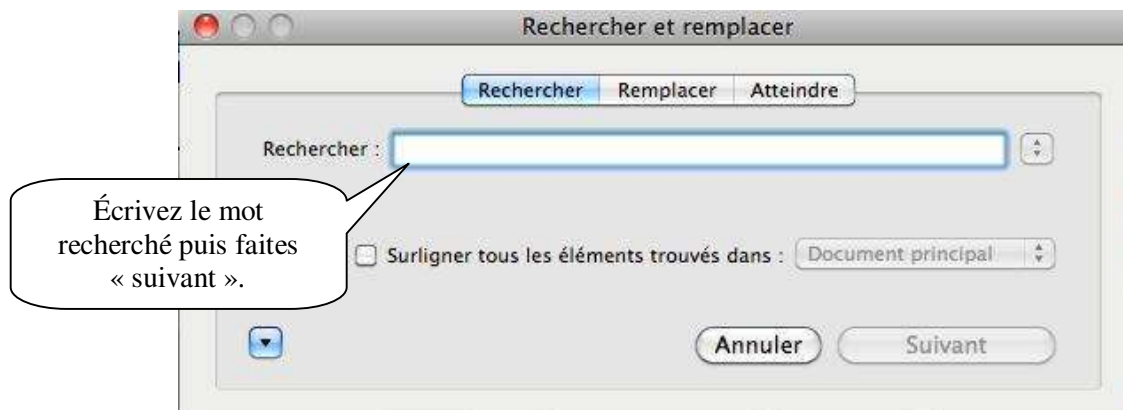 Rechercher et remplacer
Rechercher Remplacer Atteindre
Rechercher :
Écrivez le mot
recherché puis faites
« suivant ».
Surligner tous les éléments trouvés dans : Document principal
Annuler Suivant